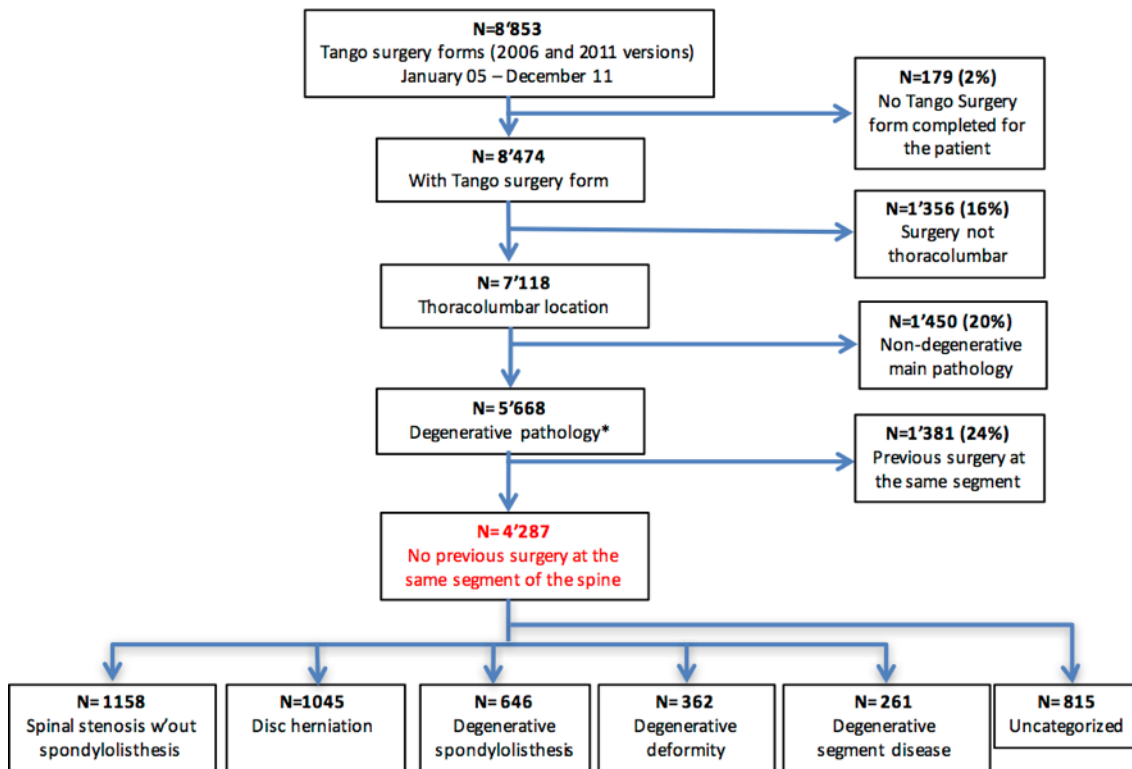 N=8’853
Tango surgery forms (2006 and 2011 versions)
January 05 – December 11
N=179 (2%)
No Tango Surgery
form completed for
the patient
N= 8’474
With Tango surgery form
N=1’356 (16%)
Surgery not
thoracolumbar
N= 7’118
Thoracolumbar location
N=1’450 (20%)
Non-degenerative
main pathology
N= 5’668
Degenerative pathology*
N=1’381 (24%)
Previous surgery at
the same segment
N= 4’287
No previous surgery at the
same segment of the spine
N= 1158
Spinal stenosis w’out
spondylolisthesis
N=1045
Disc herniation
N= 646
Degenerative
spondylolisthesis
N= 362
Degenerative
deformity
N= 261
Degenerative
segment disease
N= 815
Uncategorized